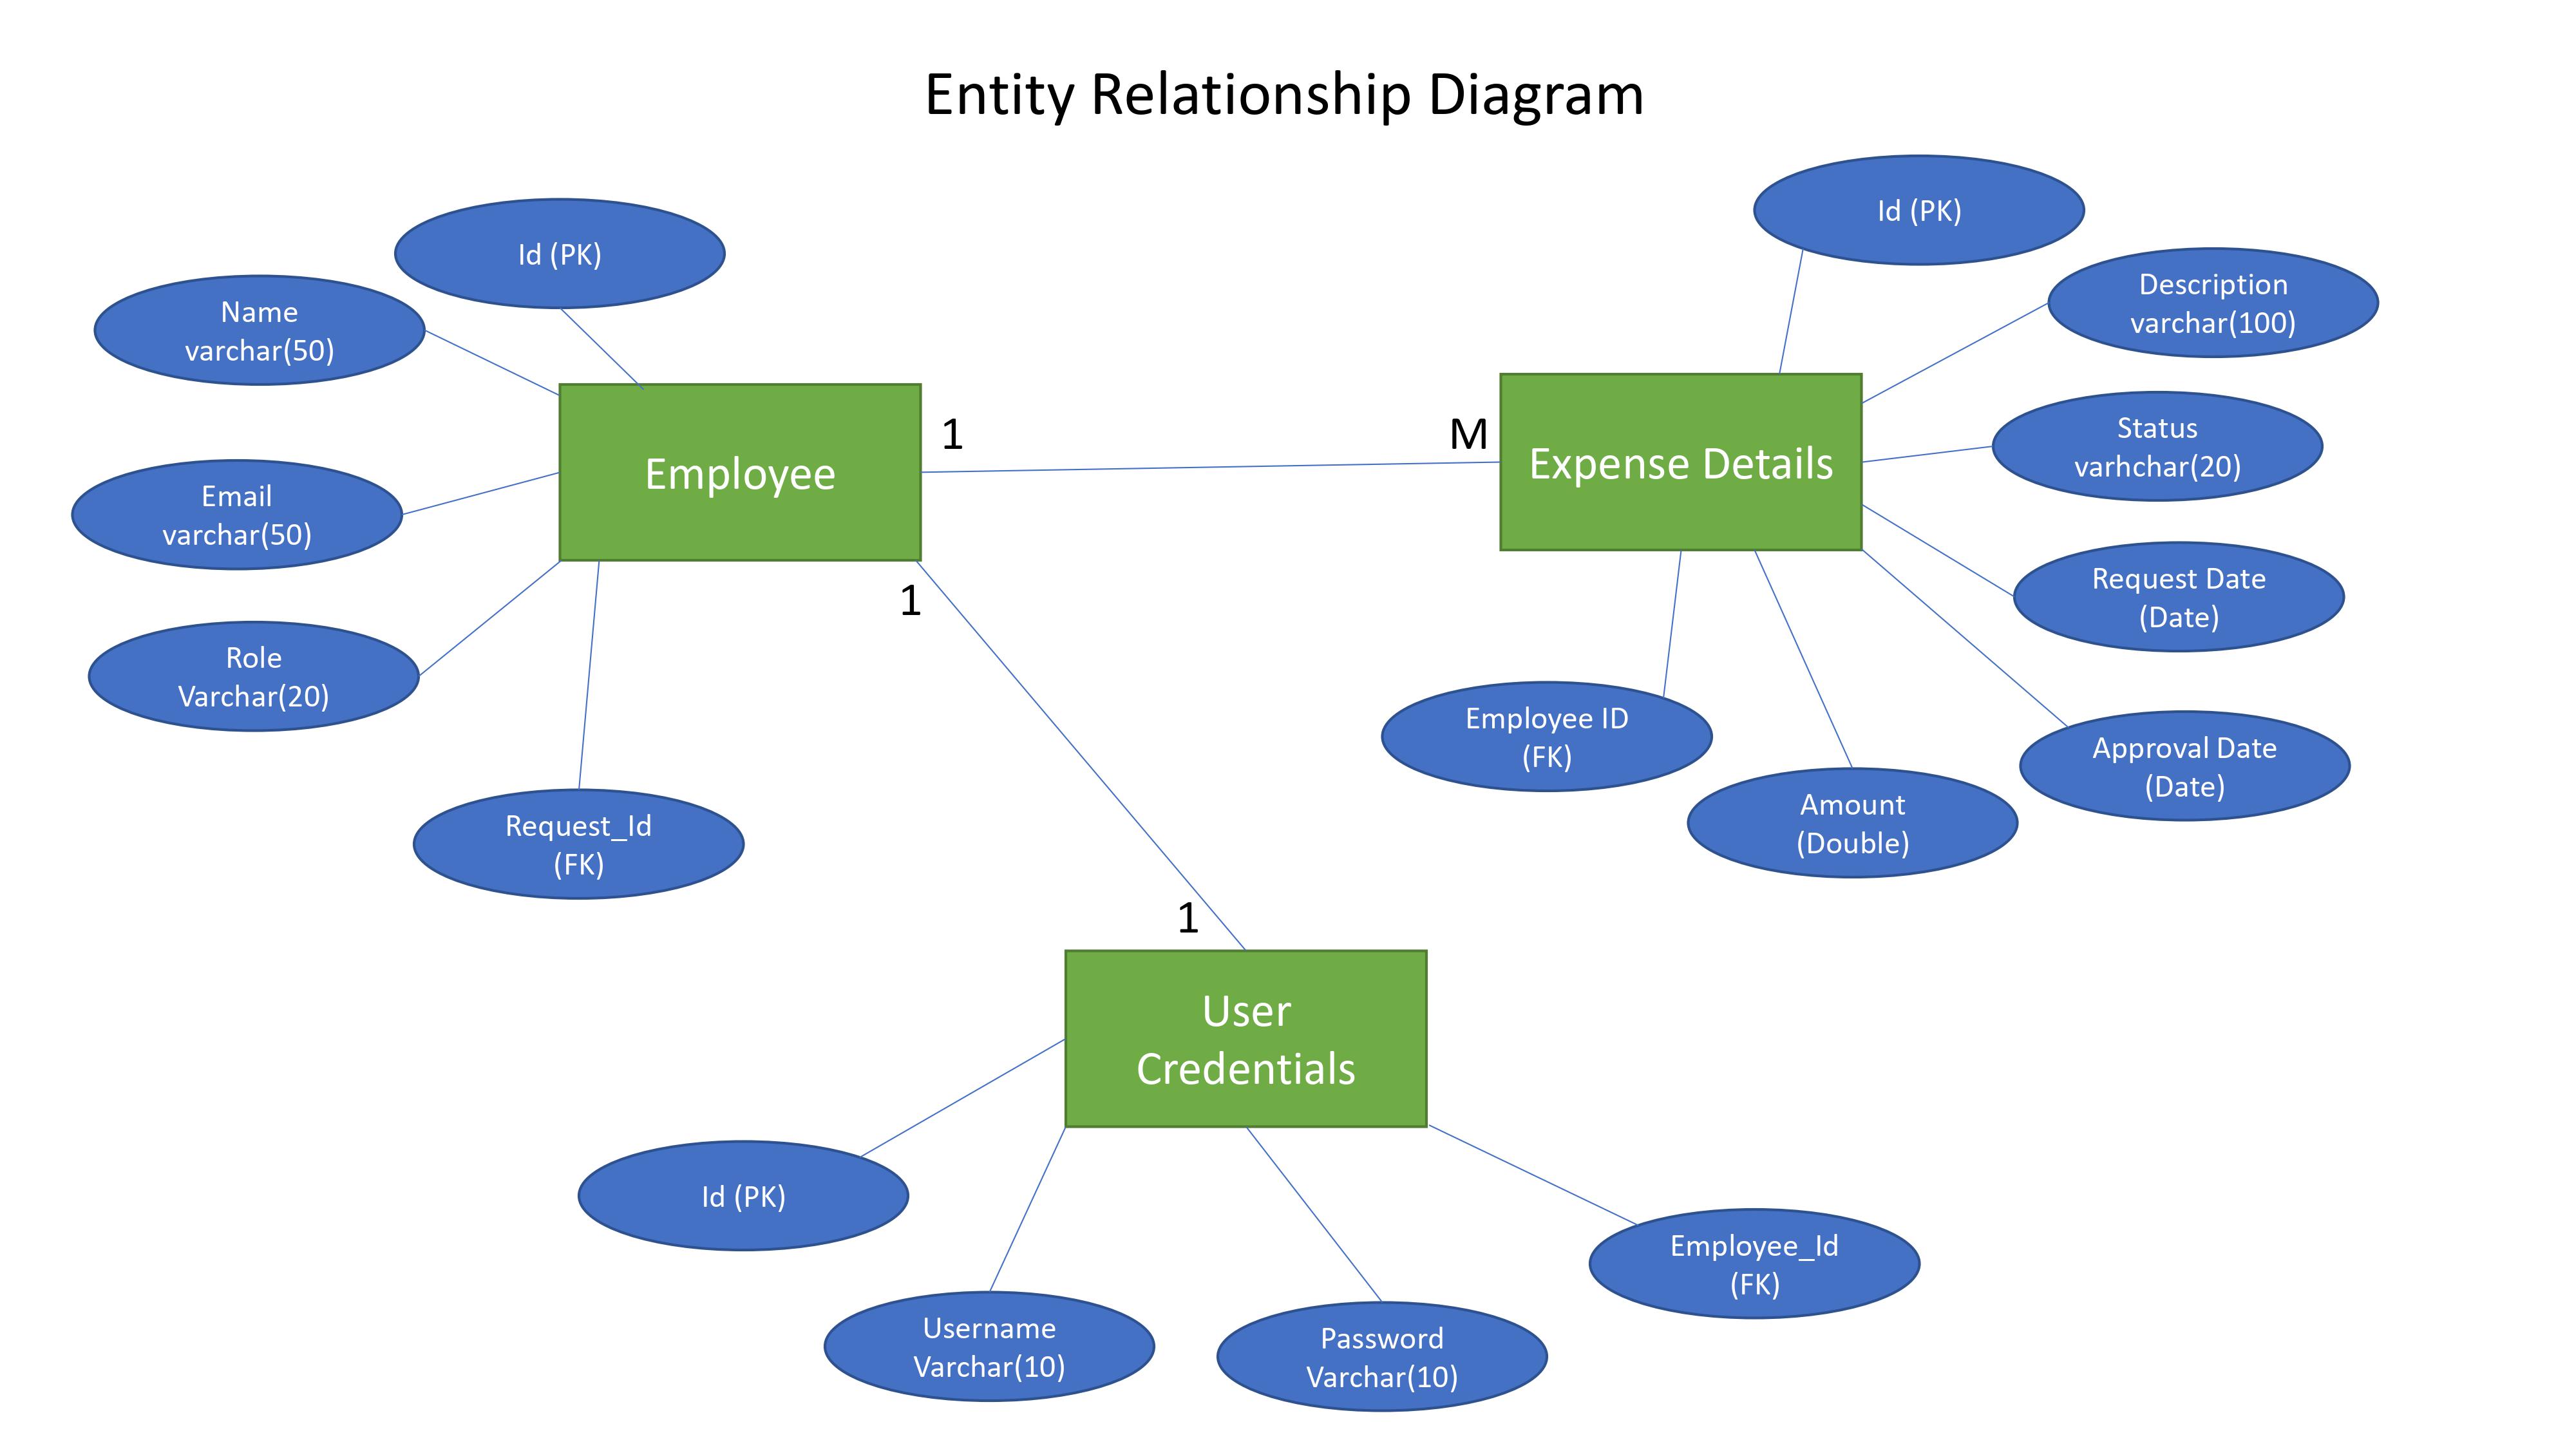 Entity Relationship Diagram
Id (PK)
Name
varchar(50)
Email
varchar(50)
Role
Varchar(20)
Request_Id
(FK)
Employee
1
M
1
Expense Details
Id (PK)
Description
varchar(100)
Status
varhchar(20)
Request Date
(Date)
Approval Date
(Date)
Amount
(Double)
Employee ID
(FK)
1
User
Credentials
Id (PK)
Username
Varchar(10)
Password
Varchar(10)
Employee_Id
(FK)